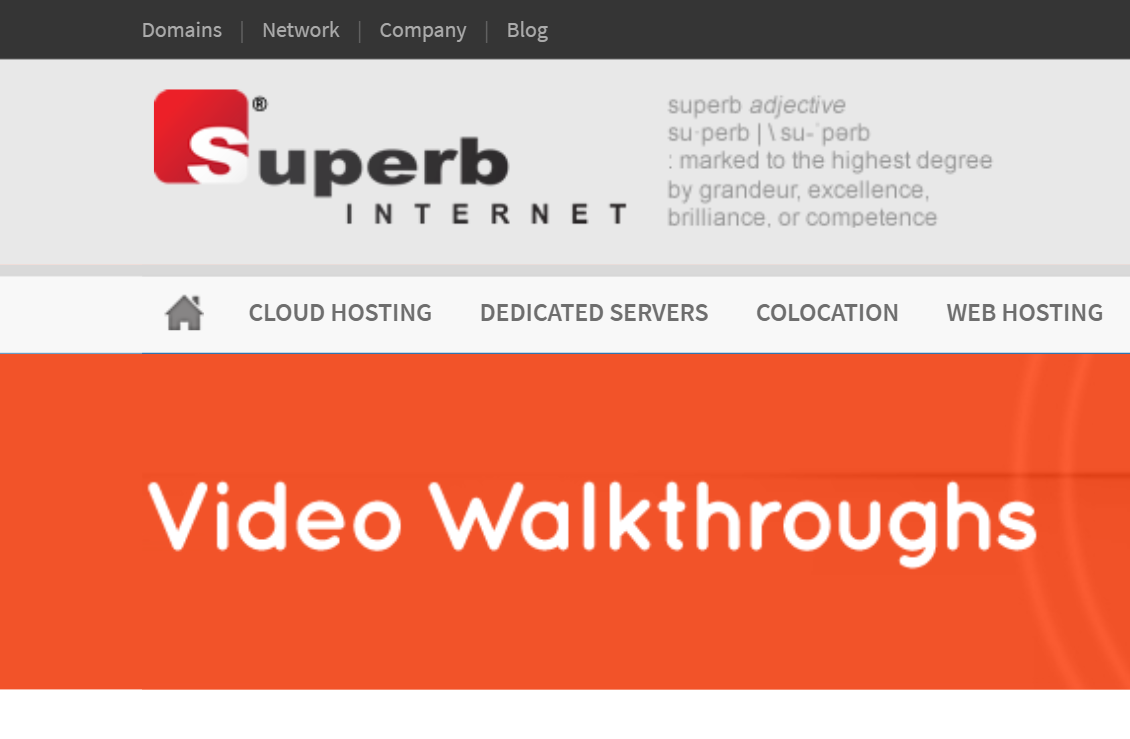 Domains | Network | Company | Blog
Superb®
INTERNET
superb adjective
su·perb | \ su-ˈpərb
: marked to the highest degree
by grandeur, excellence,
brilliance, or competence
CLOUD HOSTING DEDICATED SERVERS COLOCATION WEB HOSTING
Video Walkthroughs